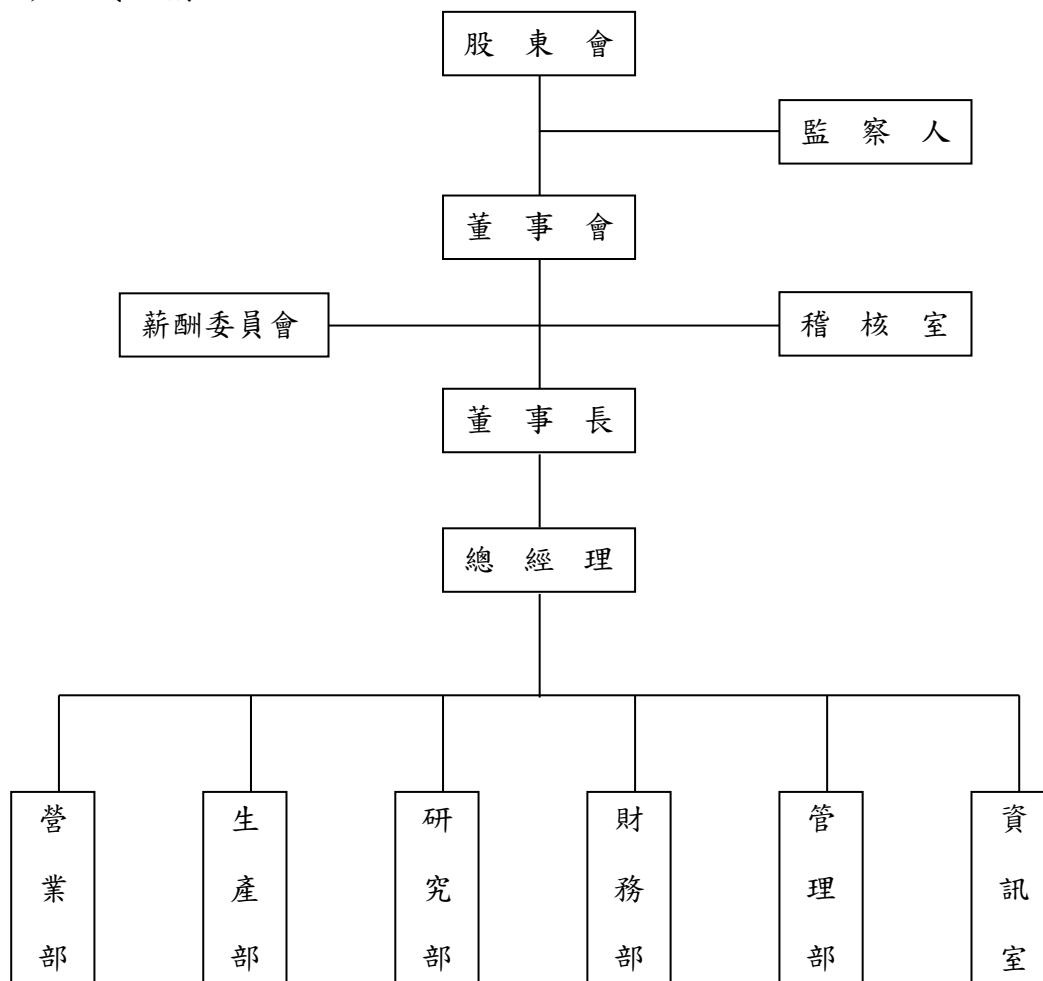 股東會
監察人
董事會
薪酬委員會
稽核室
董事長
總經理
營業部
生產部
研究部
財務部
管理部
資訊室